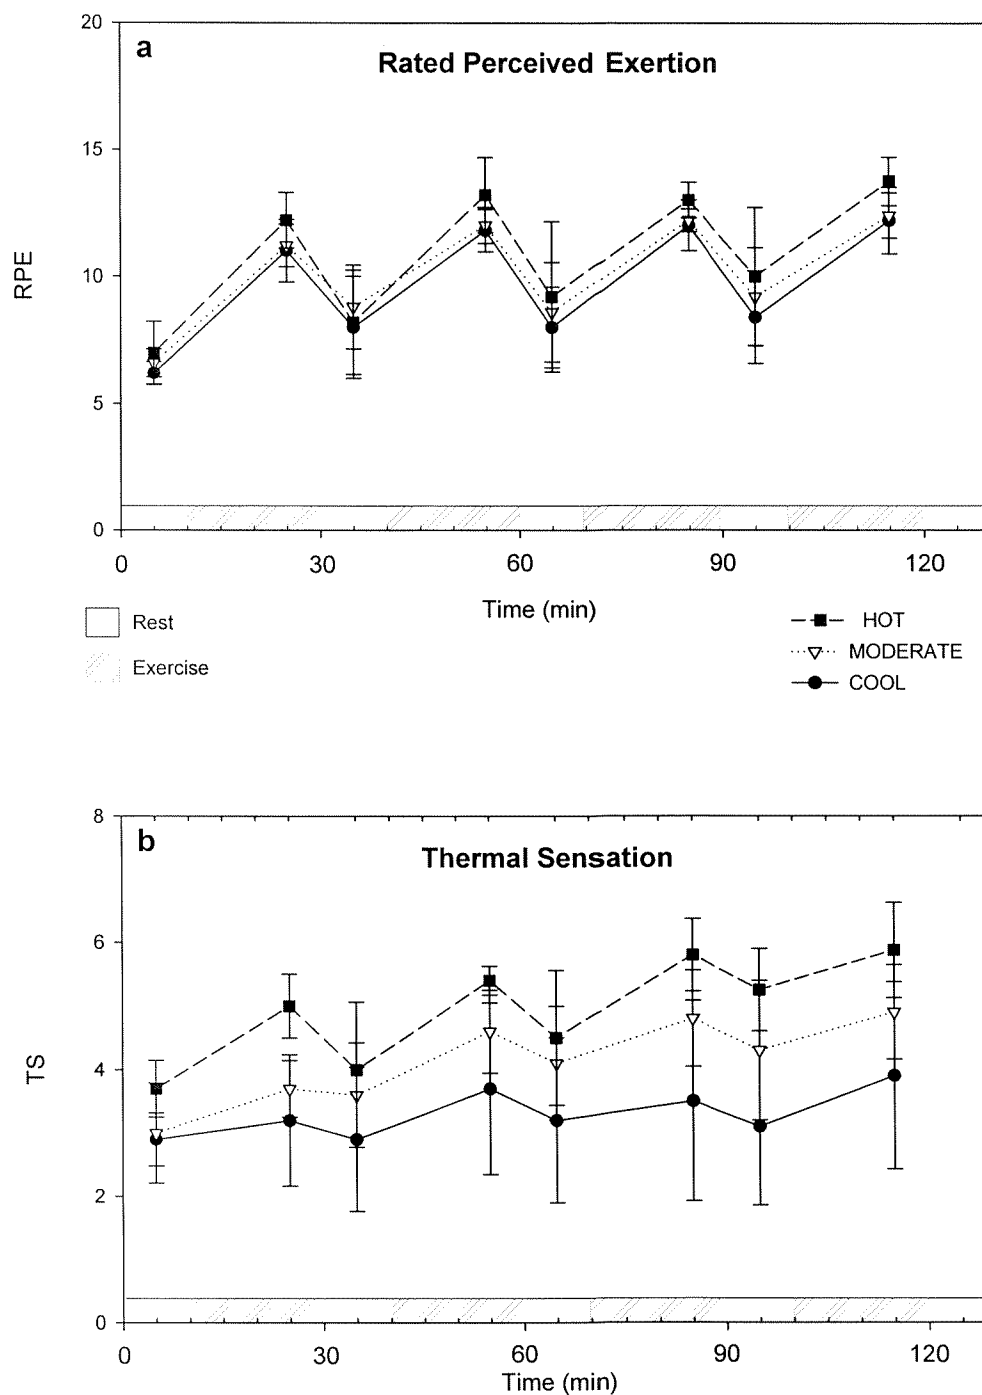 20
a
Rated Perceived Exertion
15
RPE
10
5
0
0 30 60 90 120
Time (min)
Rest
Exercise
HOT
MODERATE
COOL
8
b
Thermal Sensation
6
TS
4
2
0
0 30 60 90 120
Time (min)